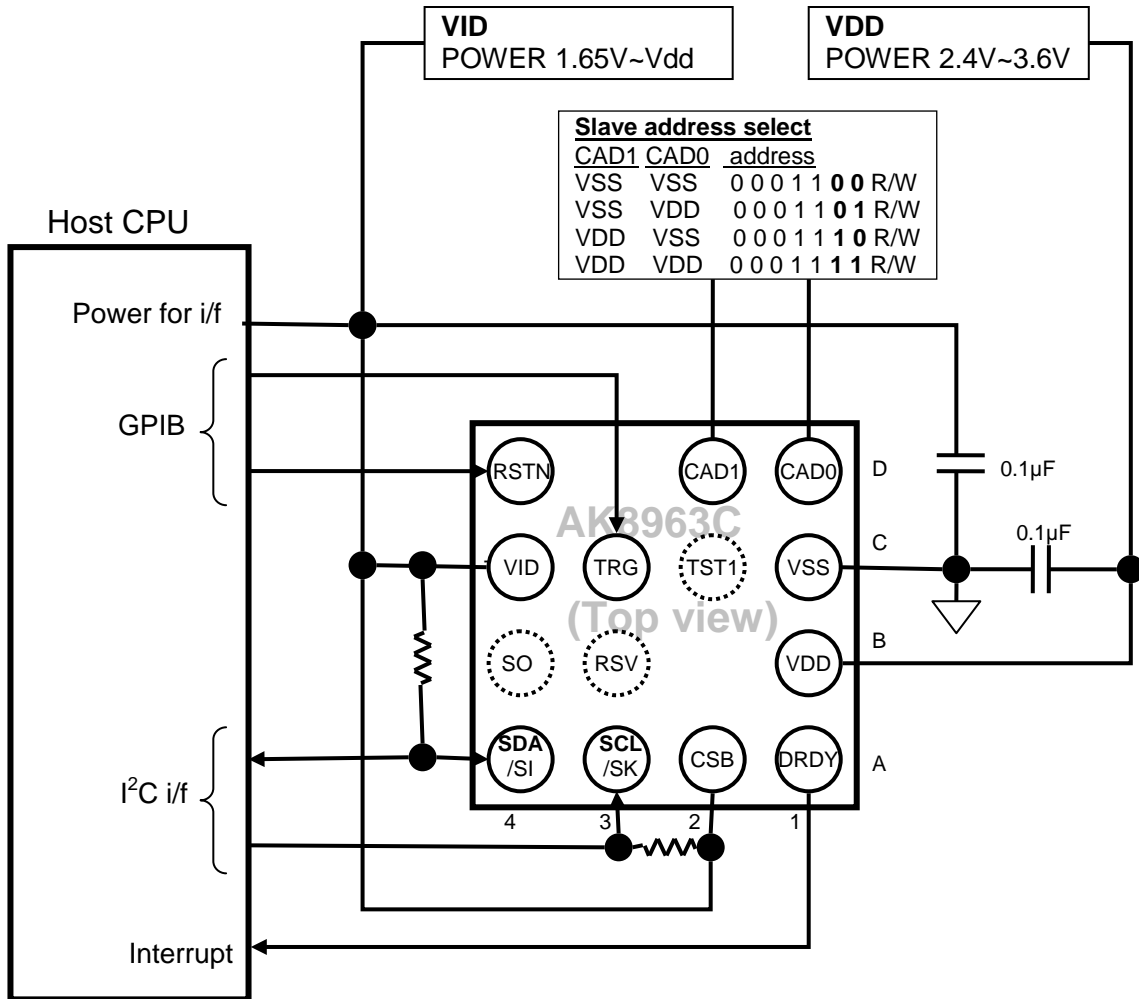 VID
POWER 1.65V~Vdd
VDD
POWER 2.4V~3.6V
Slave address select
CAD1 CAD0 address
VSS VSS 0 0 0 1 1 0 0 R/W
VSS VDD 0 0 0 1 1 0 1 R/W
VDD VSS 0 0 0 1 1 1 0 R/W
VDD VDD 0 0 0 1 1 1 1 R/W
Host CPU
Power for i/f
GPIB
I²C i/f
Interrupt
RSTN
CAD1
CAD0
D
0.1µF
AK8963C
VID
TRG
TST1
VSS
C
0.1µF
(Top view)
SO
RSV
VDD
B
SDA
/SI
SCL
/SK
CSB
DRDY
A
4 3 2 1